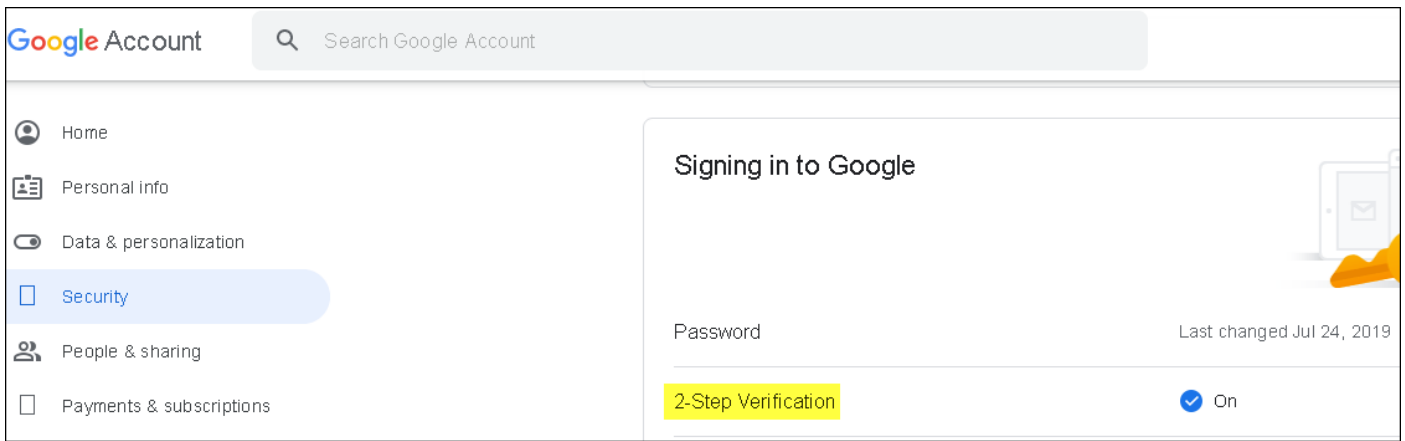 Google Account
Search Google Account
Home
Personal info
Data & personalization
Security
People & sharing
Payments & subscriptions
Signing in to Google
Password
Last changed Jul 24, 2019
2-Step Verification
On